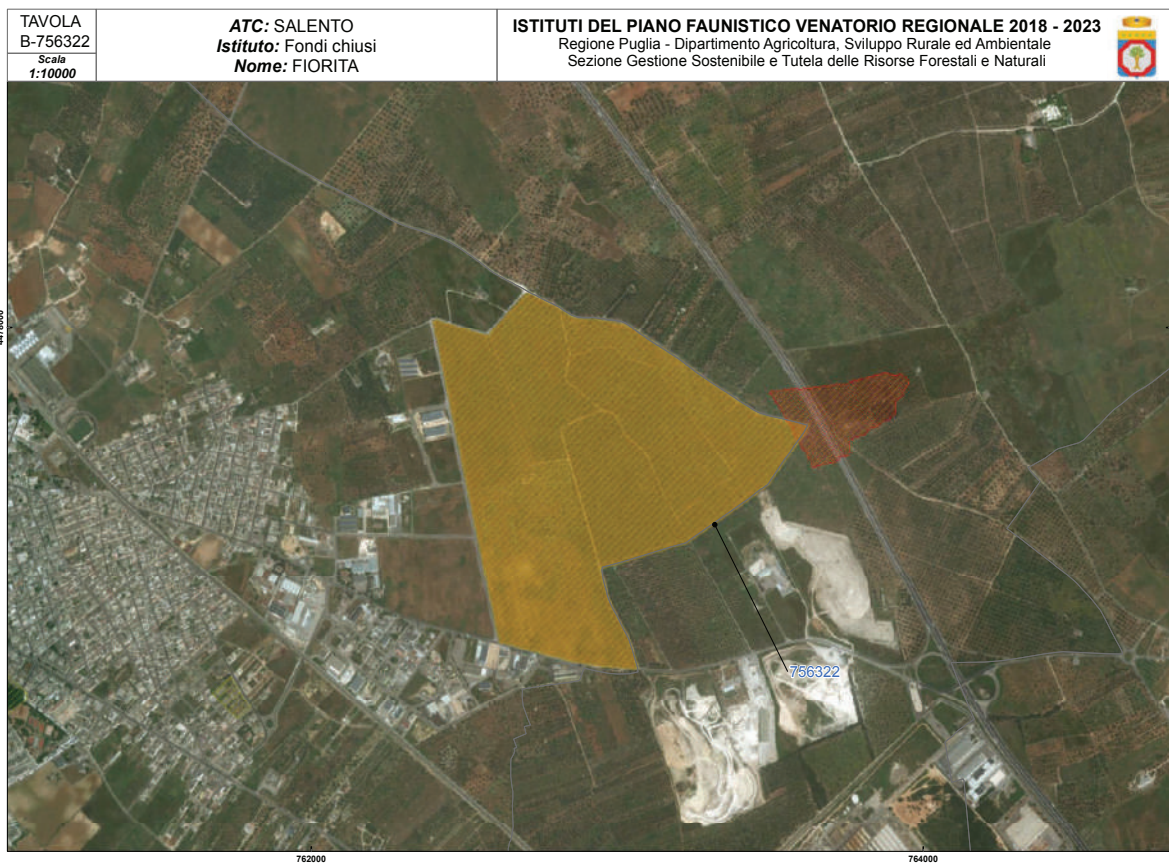 TAVOLA
B-756322
Scala
1:10000
ATC: SALENTO
Istituto: Fondi chiusi
Nome: FIORITA
ISTITUTI DEL PIANO FAUNISTICO VENATORIO REGIONALE 2018 - 2023
Regione Puglia - Dipartimento Agricoltura, Sviluppo Rurale ed Ambientale
Sezione Gestione Sostenibile e Tutela delle Risorse Forestali e Naturali
756322
762000
764000